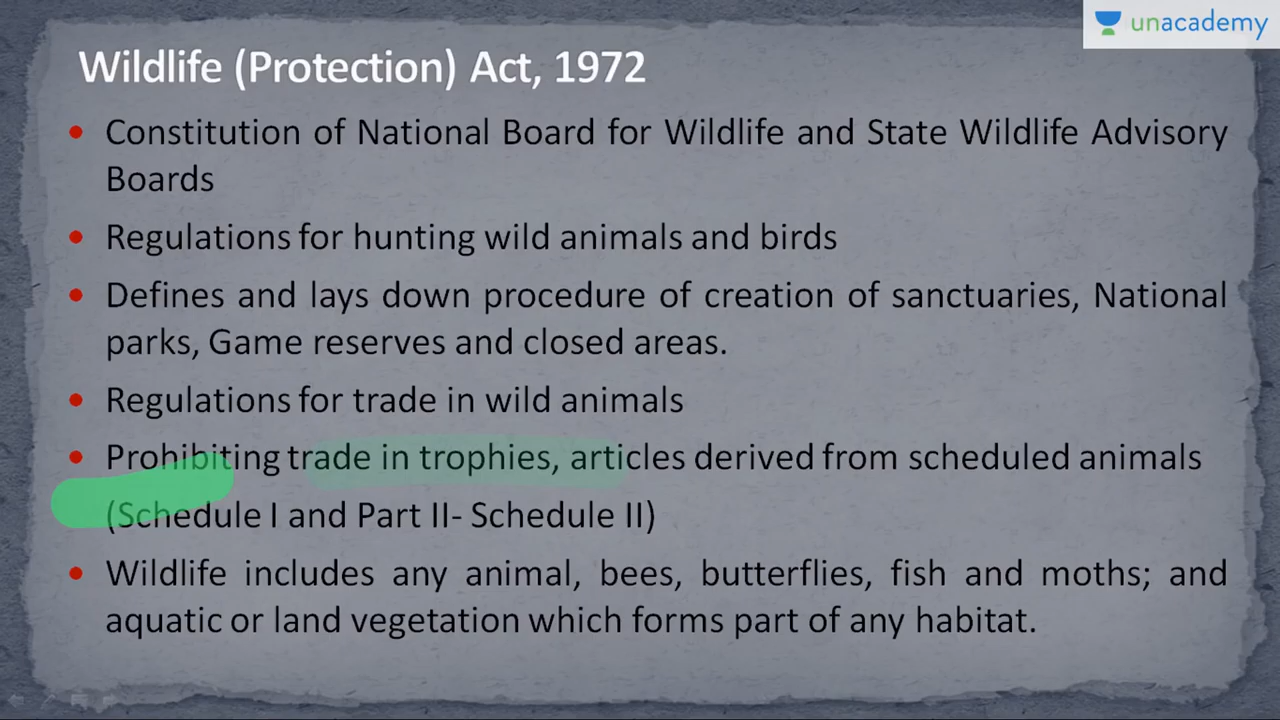 unacademy
Wildlife (Protection) Act, 1972
• Constitution of National Board for Wildlife and State Wildlife Advisory
Boards
• Regulations for hunting wild animals and birds
• Defines and lays down procedure of creation of sanctuaries, National
parks, Game reserves and closed areas.
• Regulations for trade in wild animals
• Prohibiting trade in trophies, articles derived from scheduled animals
(Schedule I and Part II- Schedule II)
• Wildlife includes any animal, bees, butterflies, fish and moths; and
aquatic or land vegetation which forms part of any habitat.